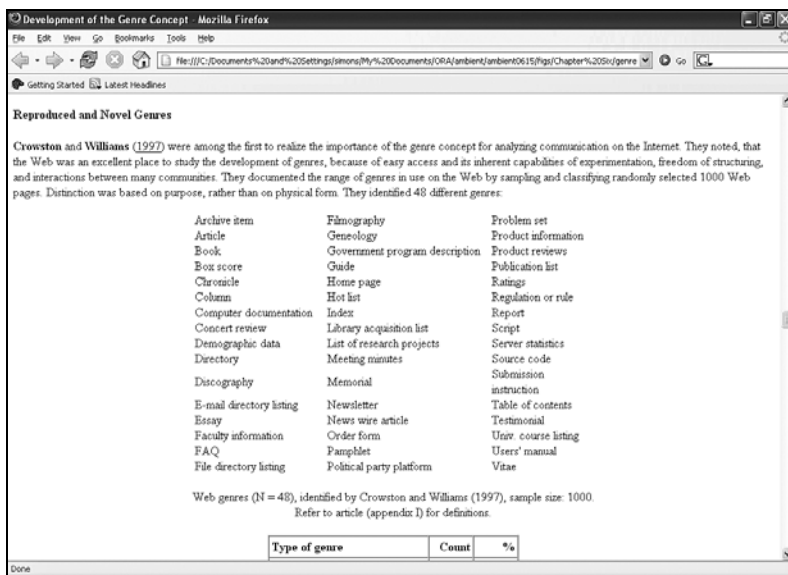 Development of the Genre Concept - Mozilla Firefox
File Edit View Go Bookmarks Tools Help
file:///C:/Documents%20and%20Settings/simons/My%20Documents/ORA/ambient/ambient0615/figs/Chapter%20Six/genre Go
Getting Started Latest Headlines
Reproduced and Novel Genres
Crowston and Williams (1997) were among the first to realize the importance of the genre concept for analyzing communication on the Internet. They noted, that
the Web was an excellent place to study the development of genres, because of easy access and its inherent capabilities of experimentation, freedom of structuring,
and interactions between many communities. They documented the range of genres in use on the Web by sampling and classifying randomly selected 1000 Web
pages. Distinction was based on purpose, rather than on physical form. They identified 48 different genres:
Archive item Filmography Problem set
Article Geneology Product information
Book Government program description Product reviews
Box score Guide Publication list
Chronicle Home page Ratings
Column Hot list Regulation or rule
Computer documentation Index Report
Concert review Library acquisition list Script
Demographic data List of research projects Server statistics
Directory Meeting minutes Source code
Discography Memorial Submission
instruction
E-mail directory listing Newsletter Table of contents
Essay News wire article Testimonial
Faculty information Order form Univ. course listing
FAQ Pamphlet Users' manual
File directory listing Political party platform Vitae
Web genres (N = 48), identified by Crowston and Williams (1997), sample size: 1000.
Refer to article (appendix I) for definitions.
Type of genre Count %
Done